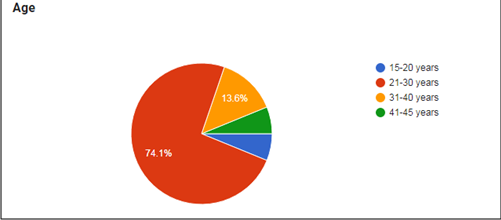 Age
13.6%
74.1%
15-20 years
21-30 years
31-40 years
41-45 years